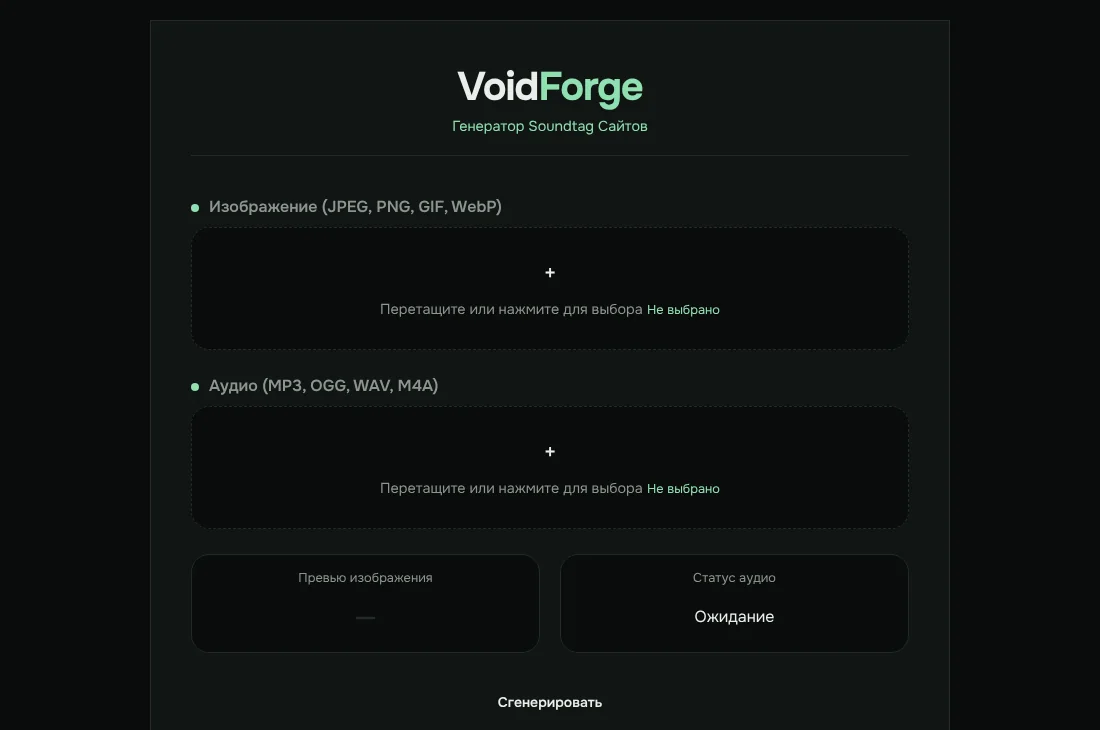 VoidForge
Генератор Soundtag Сайтов
Изображение (JPEG, PNG, GIF, WebP)
+
Перетащите или нажмите для выбора Не выбрано
Аудио (MP3, OGG, WAV, M4A)
+
Перетащите или нажмите для выбора Не выбрано
Превью изображения
—
Статус аудио
Ожидание
Сгенерировать